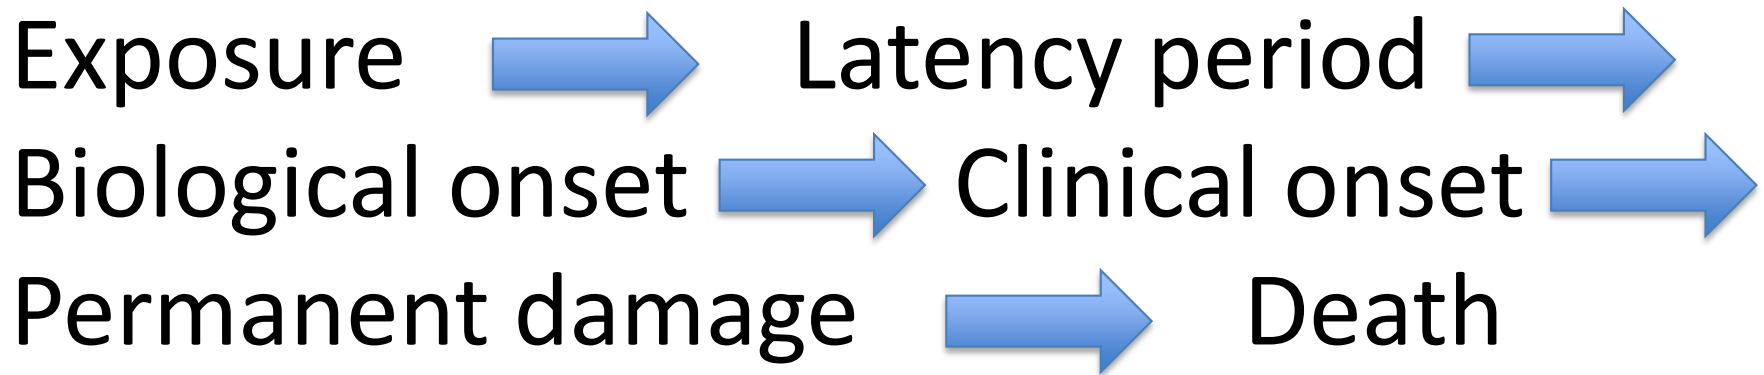 Exposure Latency period
Biological onset Clinical onset
Permanent damage Death